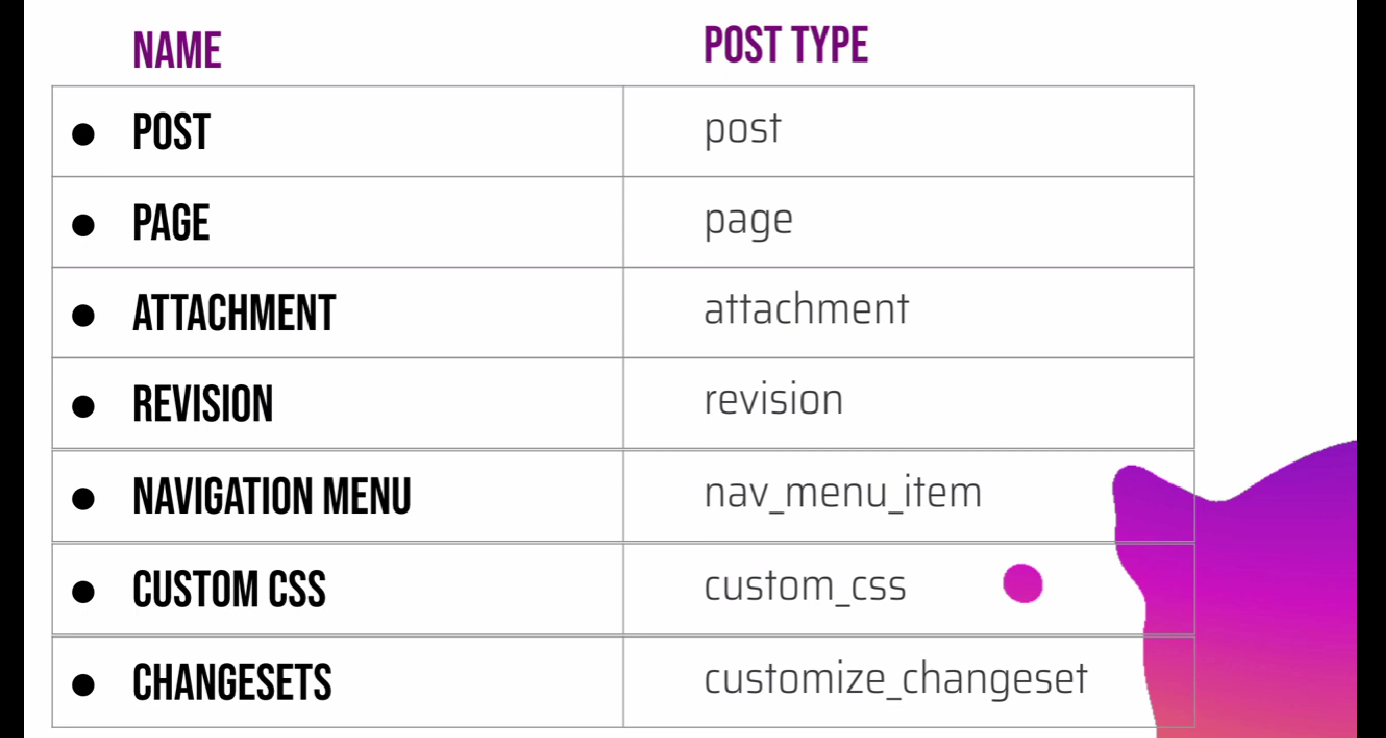 NAME POST TYPE
● POST post
● PAGE page
● ATTACHMENT attachment
● REVISION revision
● NAVIGATION MENU nav_menu_item
● CUSTOM CSS custom_css
● CHANGESETS customize_changeset